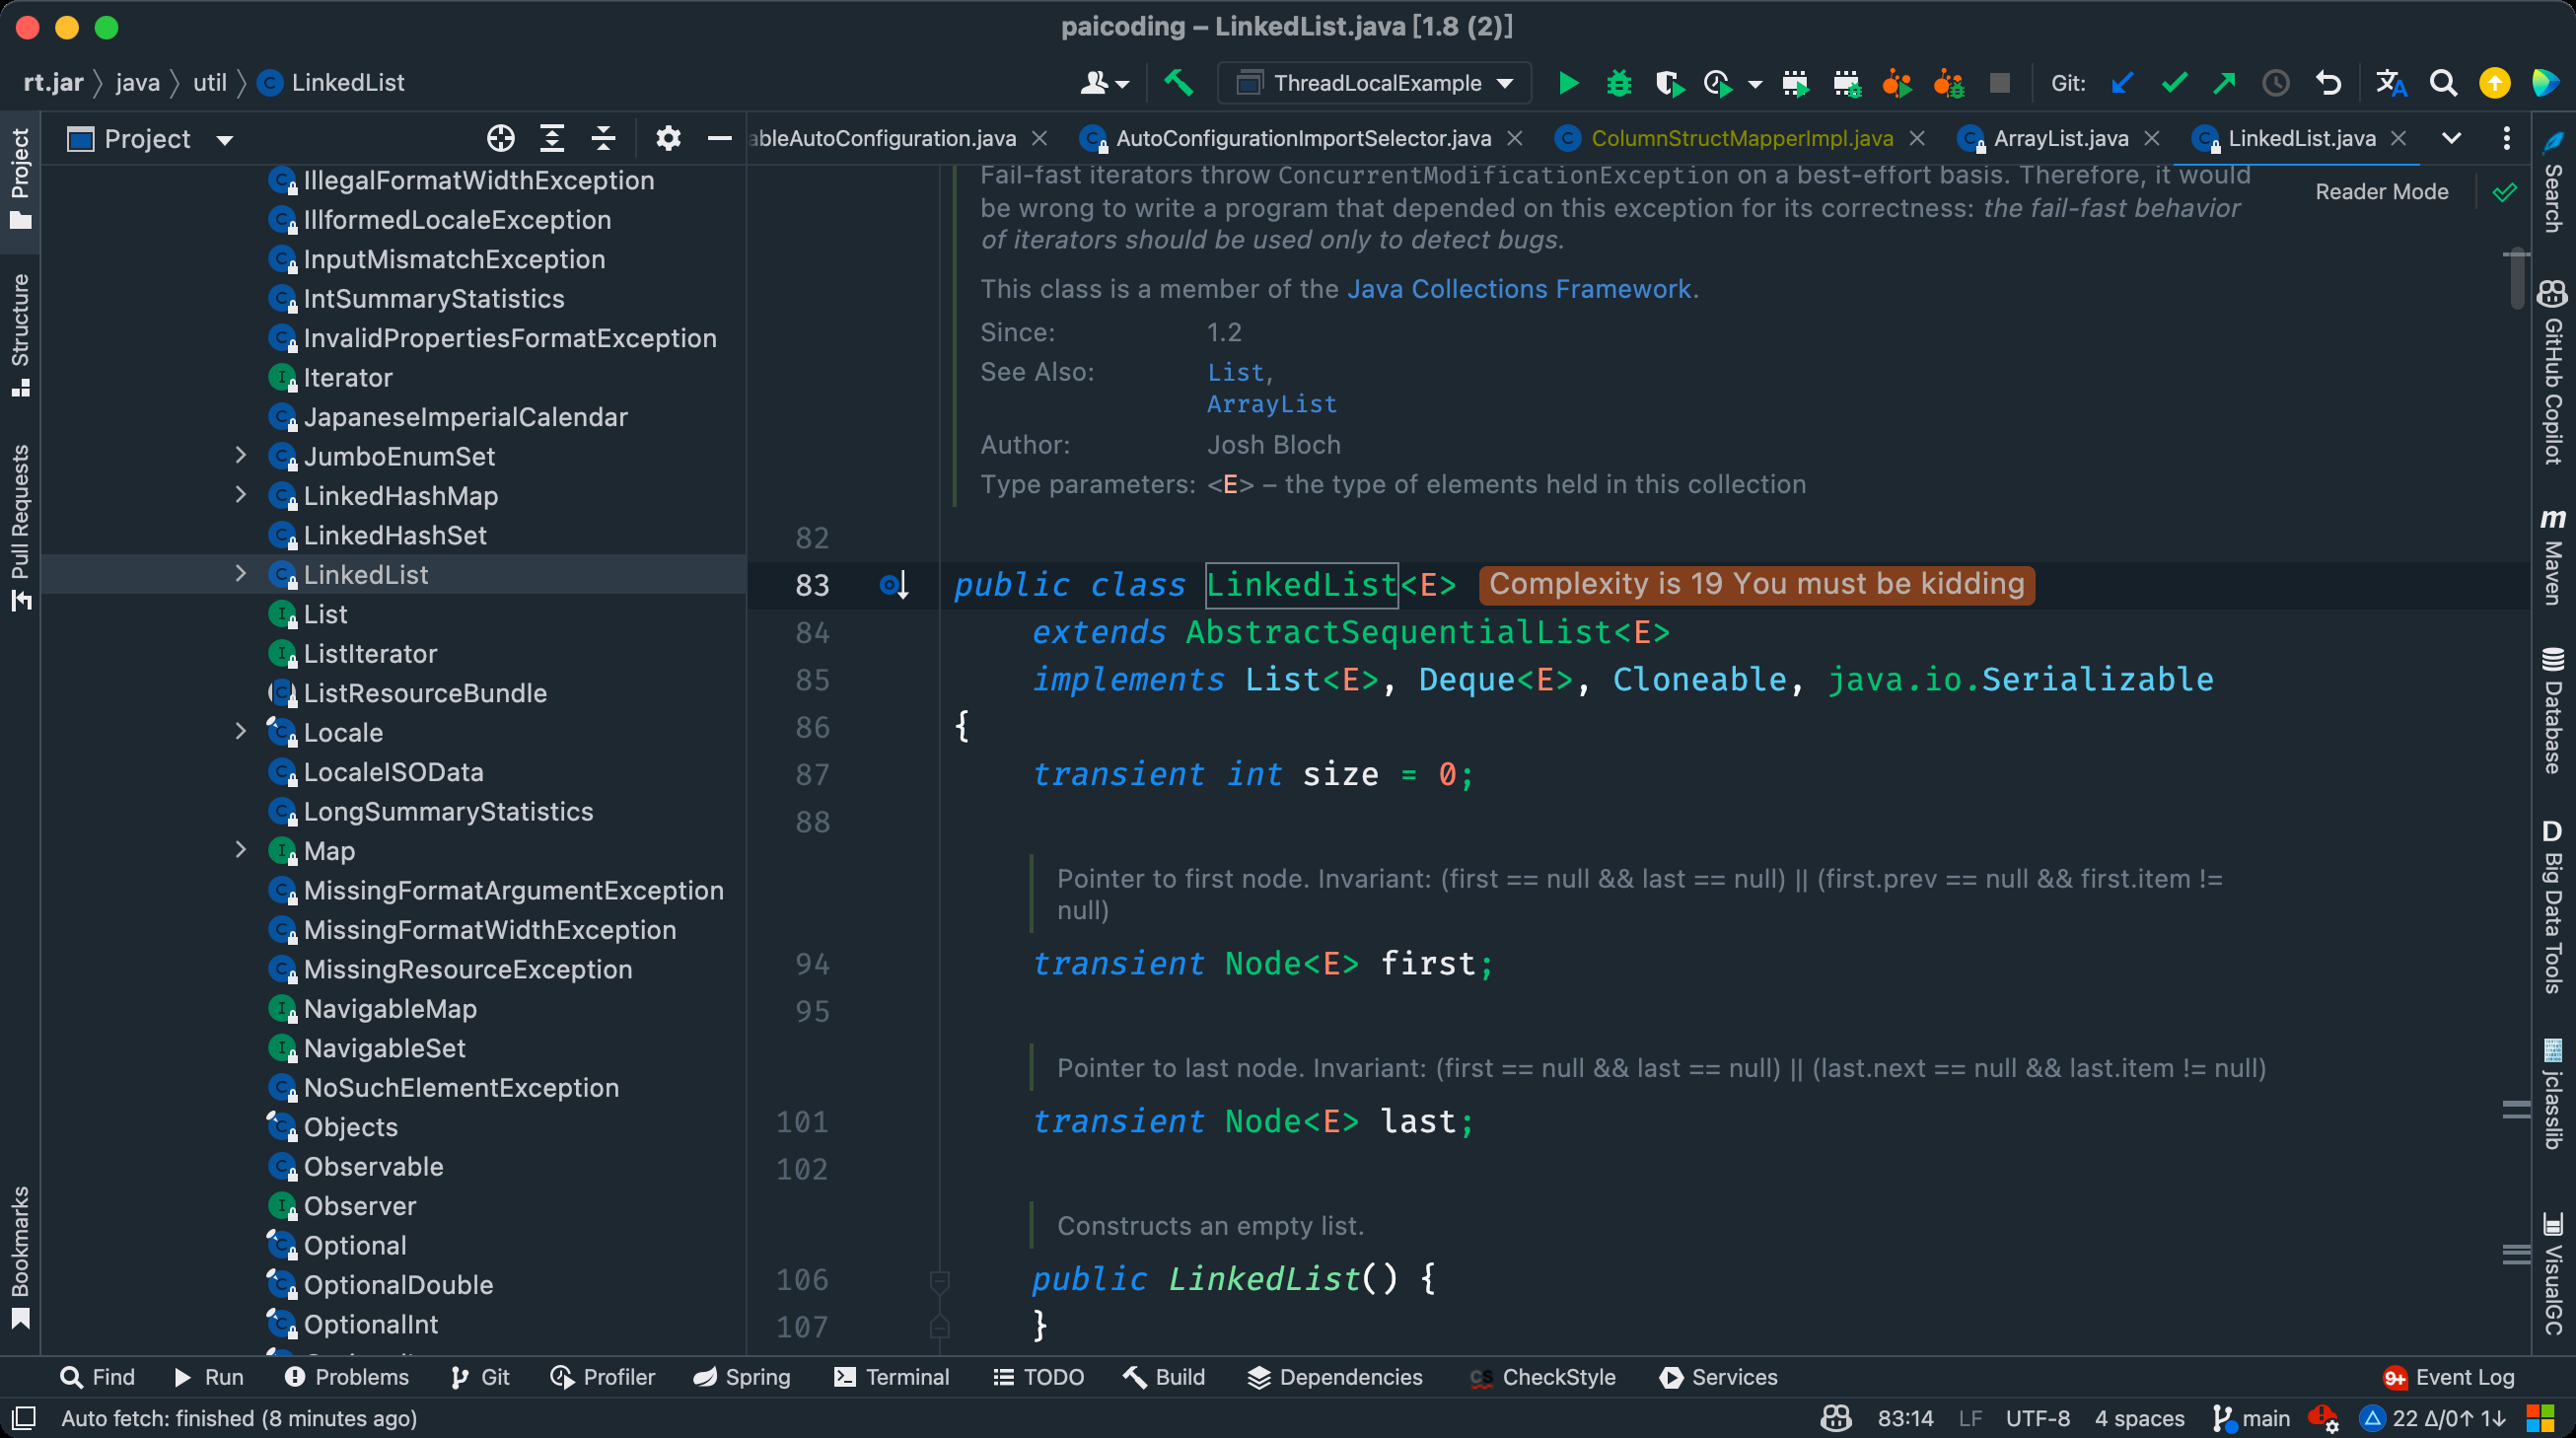 paicoding – LinkedList.java [1.8 (2)]
rt.jar java util LinkedList
ThreadLocalExample
Git:
Project
ableAutoConfiguration.java
AutoConfigurationImportSelector.java
ColumnStructMapperImpl.java
ArrayList.java
LinkedList.java
Project
Structure
Pull Requests
Bookmarks
IllegalFormatWidthException
IllformedLocaleException
InputMismatchException
IntSummaryStatistics
InvalidPropertiesFormatException
Iterator
JapaneseImperialCalendar
JumboEnumSet
LinkedHashMap
LinkedHashSet
LinkedList
List
ListIterator
ListResourceBundle
Locale
LocaleISOData
LongSummaryStatistics
Map
MissingFormatArgumentException
MissingFormatWidthException
MissingResourceException
NavigableMap
NavigableSet
NoSuchElementException
Objects
Observable
Observer
Optional
OptionalDouble
OptionalInt
Reader Mode
Fail-fast iterators throw ConcurrentModificationException on a best-effort basis. Therefore, it would
be wrong to write a program that depended on this exception for its correctness: the fail-fast behavior
of iterators should be used only to detect bugs.
This class is a member of the Java Collections Framework.
Since: 1.2
See Also: List,
ArrayList
Author: Josh Bloch
Type parameters: <E> – the type of elements held in this collection
82
83 public class LinkedList<E> Complexity is 19 You must be kidding
84 extends AbstractSequentialList<E>
85 implements List<E>, Deque<E>, Cloneable, java.io.Serializable
86 {
87 transient int size = 0;
88
Pointer to first node. Invariant: (first == null && last == null) || (first.prev == null && first.item !=
null)
94 transient Node<E> first;
95
Pointer to last node. Invariant: (first == null && last == null) || (last.next == null && last.item != null)
101 transient Node<E> last;
102
Constructs an empty list.
106 public LinkedList() {
107 }
Search
GitHub Copilot
m Maven
Database
D Big Data Tools
jclasslib
VisualGC
Find Run Problems Git Profiler Spring Terminal TODO Build Dependencies CS CheckStyle Services 9+ Event Log
Auto fetch: finished (8 minutes ago) 83:14 LF UTF-8 4 spaces main 22 Δ/0↑ 1↓